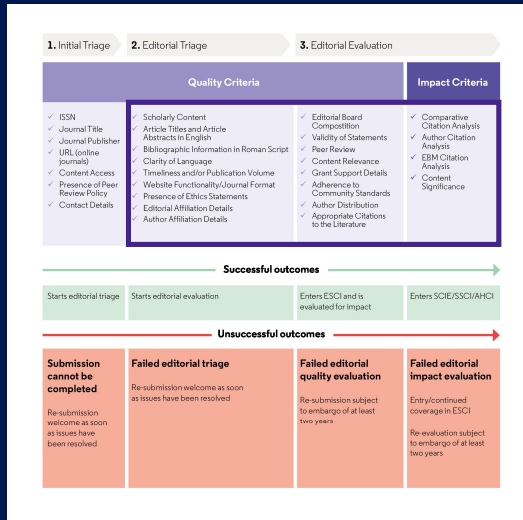 1. Initial Triage
2. Editorial Triage
3. Editorial Evaluation
Quality Criteria
Impact Criteria
✓ ISSN
✓ Journal Title
✓ Journal Publisher
✓ URL (online
journals)
✓ Content Access
✓ Presence of Peer
Review Policy
✓ Contact Details
✓ Scholarly Content
✓ Article Titles and Article
Abstracts in English
✓ Bibliographic Information in Roman Script
✓ Clarity of Language
✓ Timeliness and/or Publication Volume
✓ Website Functionality/Journal Format
✓ Presence of Ethics Statements
✓ Editorial Affiliation Details
✓ Author Affiliation Details
✓ Editorial Board
Compostition
✓ Validity of Statements
✓ Peer Review
✓ Content Relevance
✓ Grant Support Details
✓ Adherence to
Community Standards
✓ Author Distribution
✓ Appropriate Citations
to the Literature
✓ Comparative
Citation Analysis
✓ Author Citation
Analysis
✓ EBM Citation
Analysis
✓ Content
Significance
Successful outcomes
Starts editorial triage
Starts editorial evaluation
Enters ESCI and is
evaluated for impact
Enters SCIE/SSCI/AHCI
Unsuccessful outcomes
Submission
cannot be
completed
Re-submission
welcome as soon
as issues have
been resolved
Failed editorial triage
Re-submission welcome as soon
as issues have been resolved
Failed editorial
quality evaluation
Re-submission subject
to embargo of at least
two years
Failed editorial
impact evaluation
Entry/continued
coverage in ESCI
Re-evaluation subject
to embargo of at least
two years